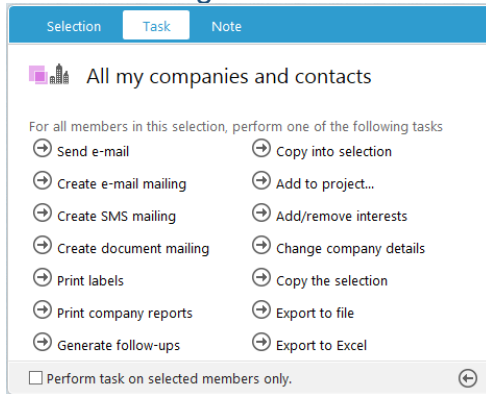 Selection Task Note
All my companies and contacts
For all members in this selection, perform one of the following tasks
Send e-mail
Copy into selection
Create e-mail mailing
Add to project...
Create SMS mailing
Add/remove interests
Create document mailing
Change company details
Print labels
Copy the selection
Print company reports
Export to file
Generate follow-ups
Export to Excel
Perform task on selected members only.